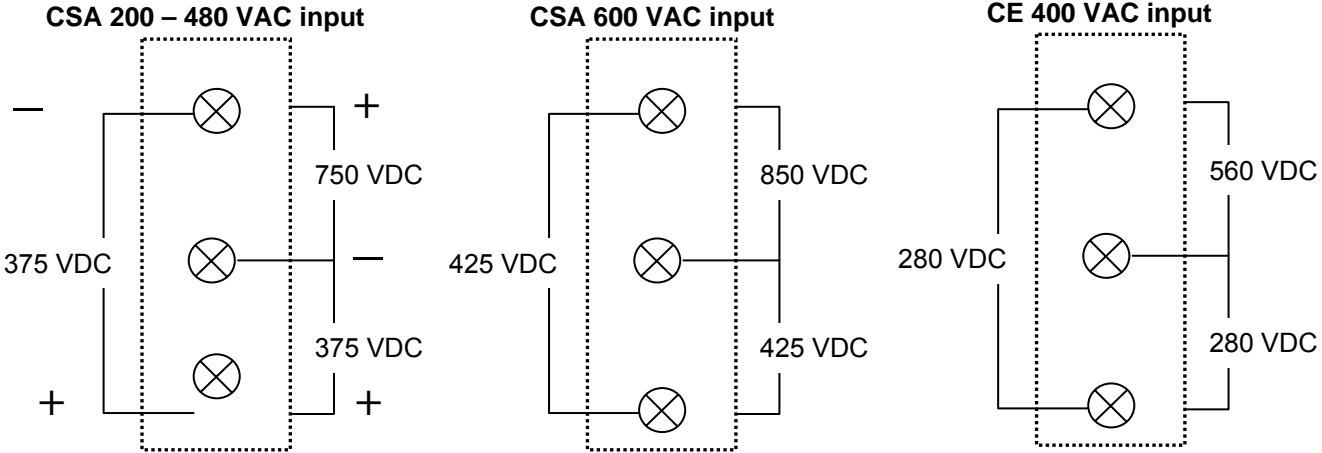 CSA 200 – 480 VAC input
– +
750 VDC
375 VDC –
375 VDC
+ +
CSA 600 VAC input
850 VDC
425 VDC
425 VDC
CE 400 VAC input
560 VDC
280 VDC
280 VDC